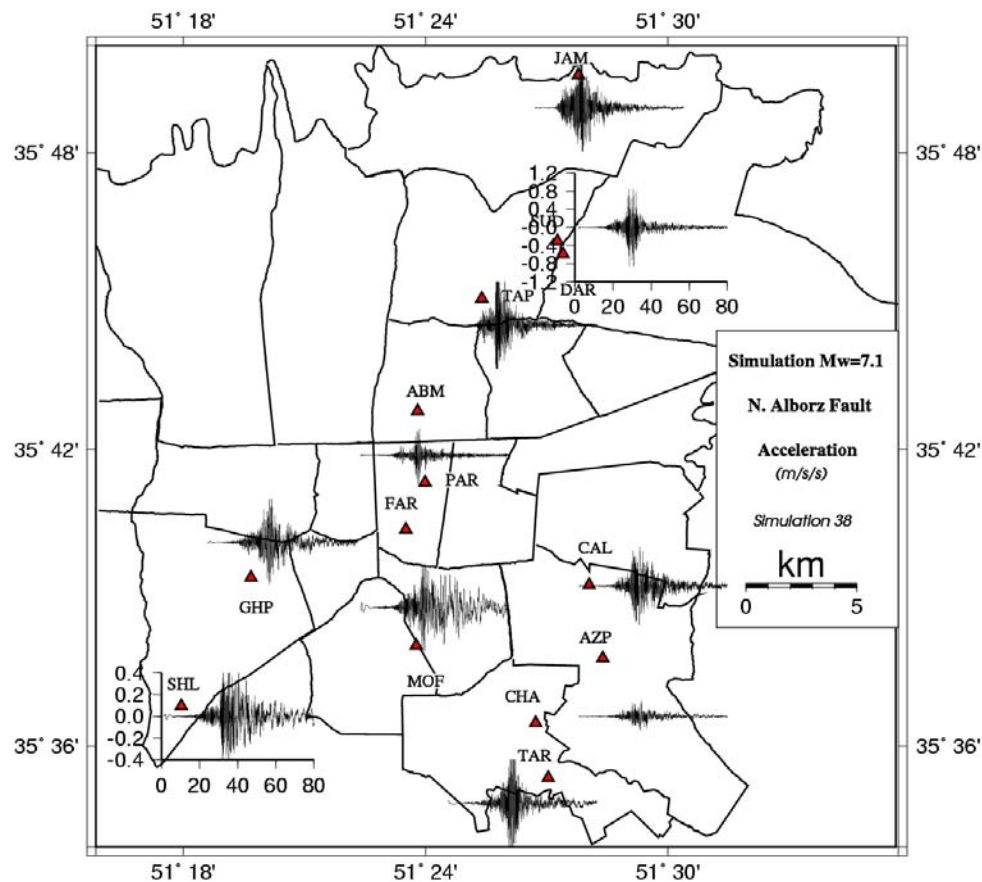 51° 18' 51° 24' 51° 30'
JAM
35° 48' 35° 48'
1.2
0.8
0.4
SUD
-0.0
-0.4
-0.8
-1.2
DAR
0 20 40 60 80
TAP
Simulation Mw=7.1
N. Alborz Fault
Acceleration
(m/s/s)
Simulation 38
km
0 5
ABM
35° 42' 35° 42'
PAR
FAR
CAL
GHP
AZP
MOF
SHL
CHA
0.4
0.2
0.0
-0.2
-0.4
0 20 40 60 80
35° 36' 35° 36'
TAR
51° 18' 51° 24' 51° 30'